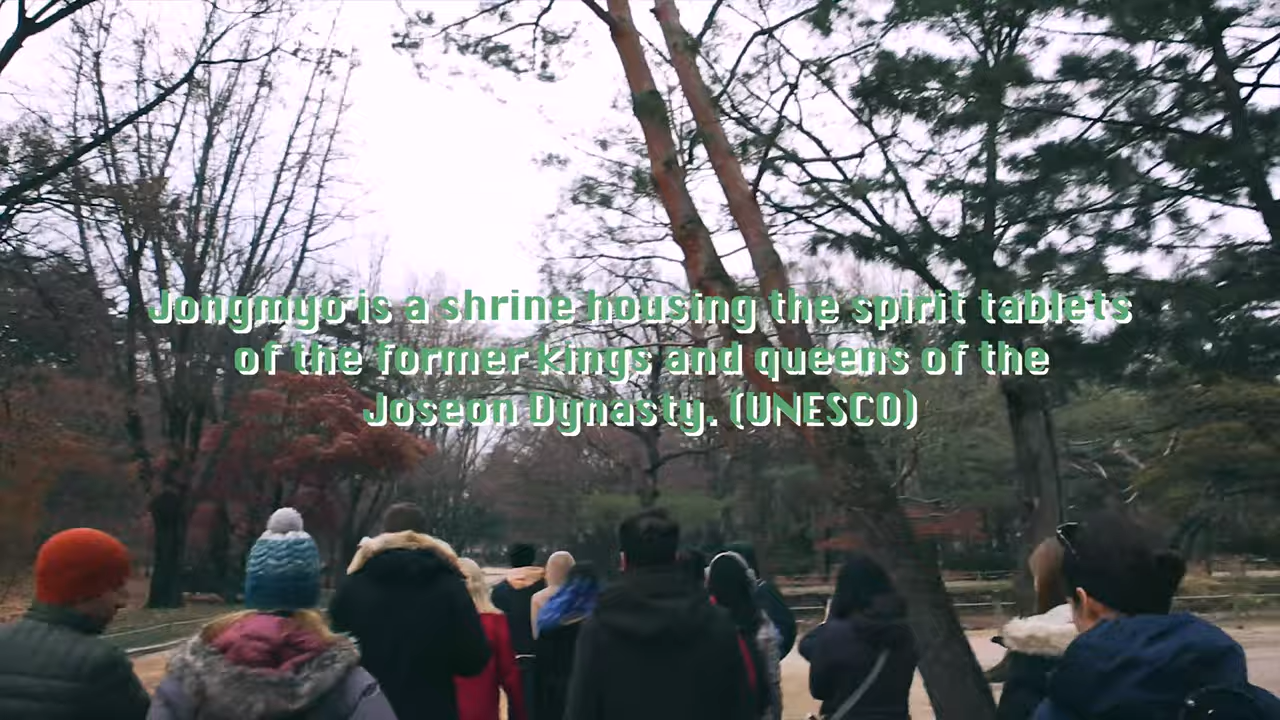 Jongmyo is a shrine housing the spirit tablets
of the former kings and queens of the
Joseon Dynasty. (UNESCO)